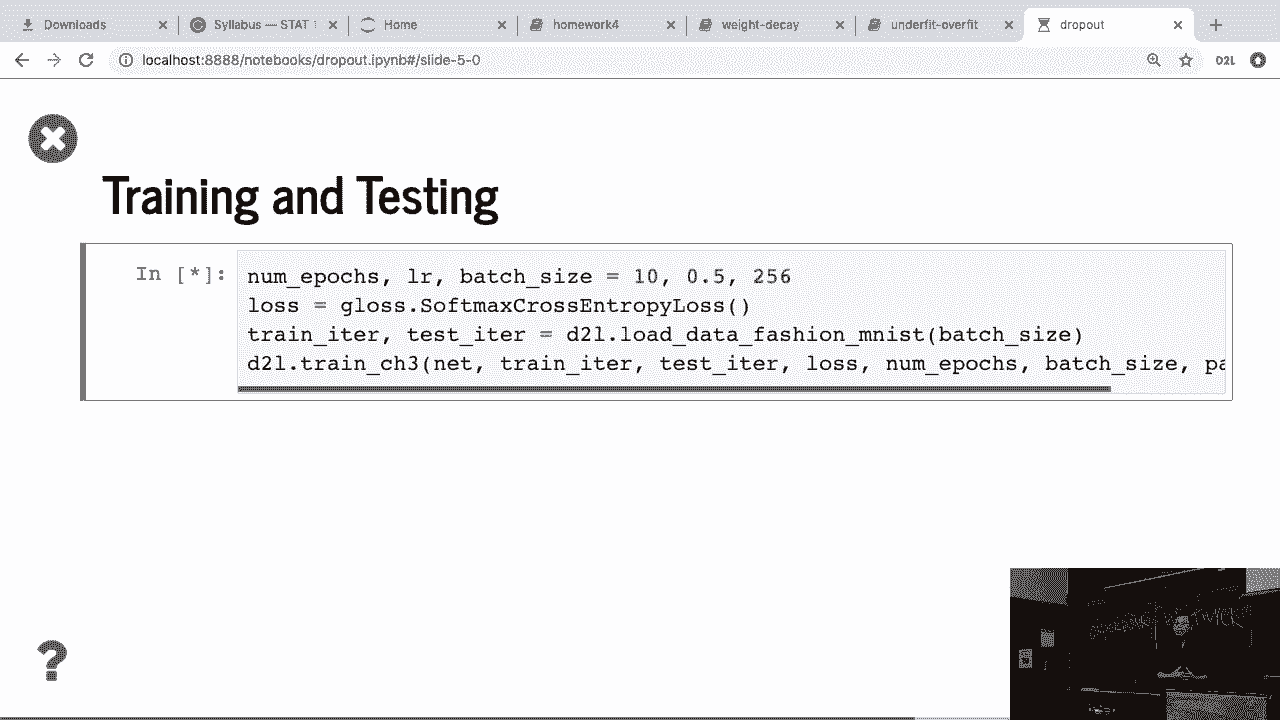 Downloads
Syllabus — STAT 1
Home
homework4
weight-decay
underfit-overfit
dropout
localhost:8888/notebooks/dropout.ipynb#/slide-5-0
D2L
Training and Testing
In [*]:
num_epochs, lr, batch_size = 10, 0.5, 256
loss = gloss.SoftmaxCrossEntropyLoss()
train_iter, test_iter = d2l.load_data_fashion_mnist(batch_size)
d2l.train_ch3(net, train_iter, test_iter, loss, num_epochs, batch_size, pa
?